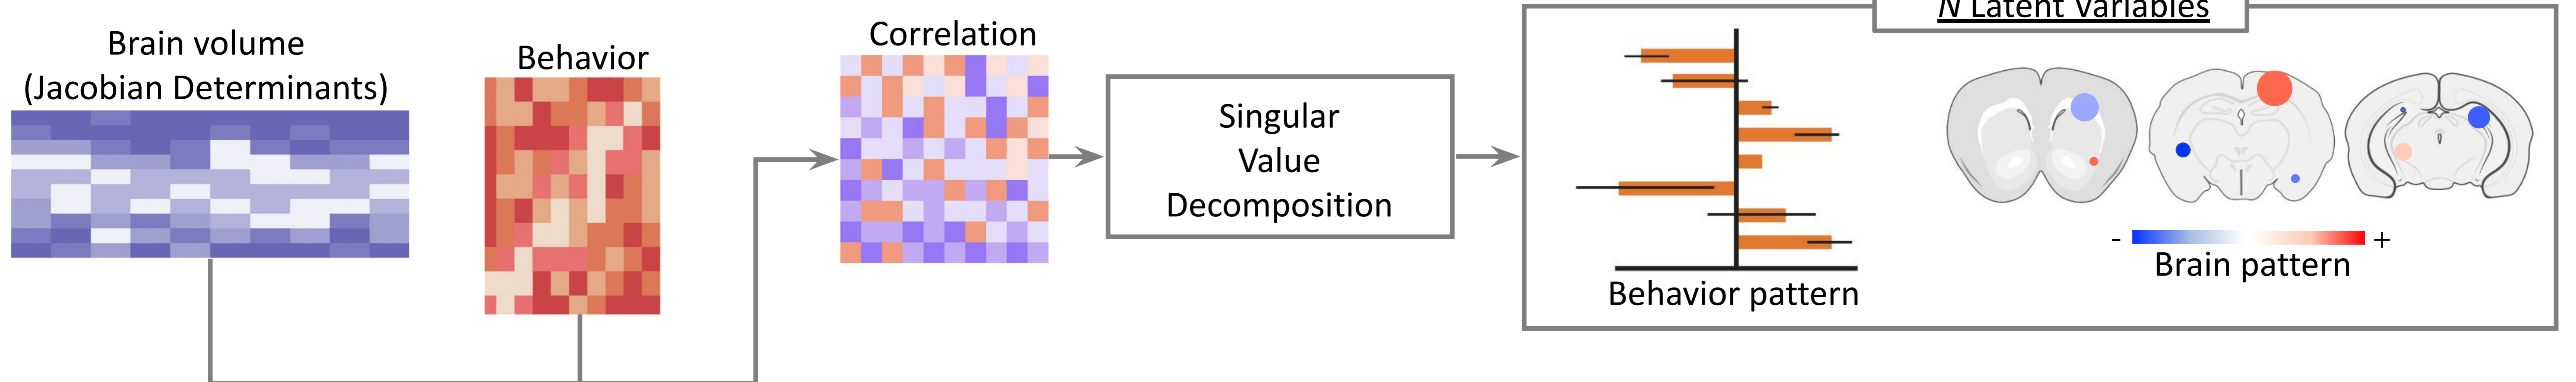 Brain volume
(Jacobian Determinants)
Behavior
Correlation
Singular
Value
Decomposition
N Latent Variables
Behavior pattern
- +
Brain pattern